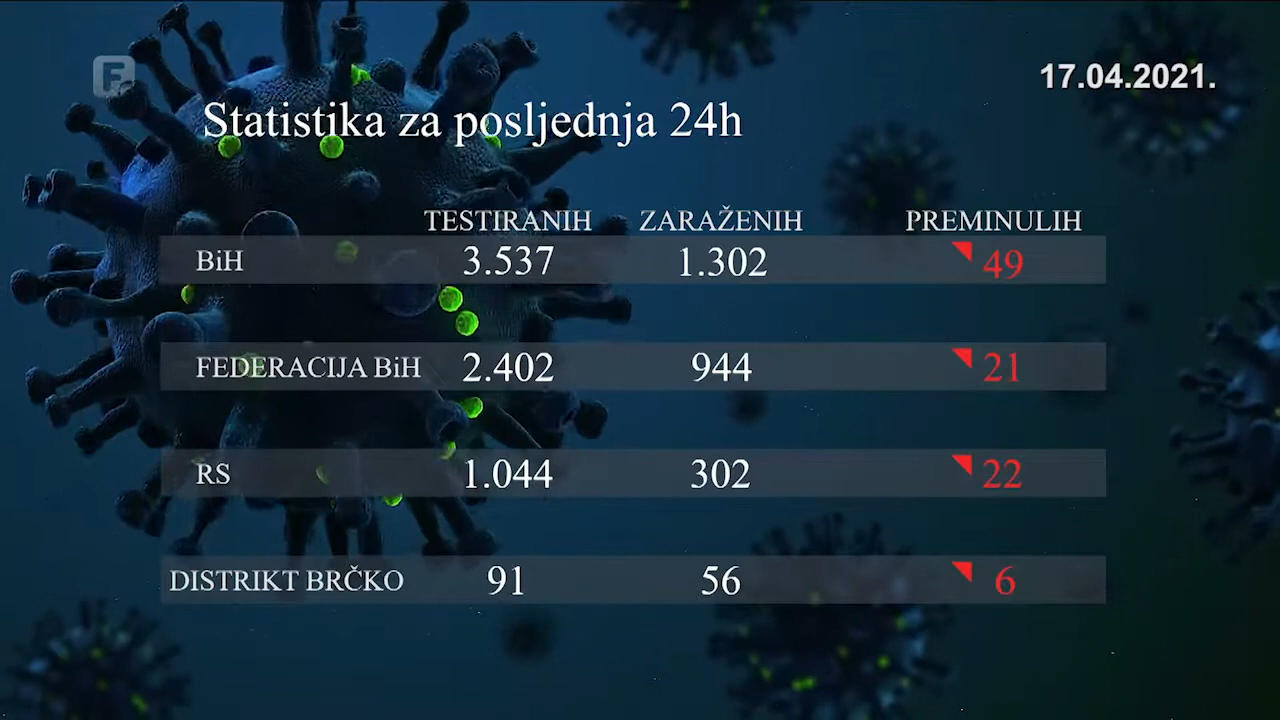 F
17.04.2021.
Statistika za posljednja 24h
TESTIRANIH ZARAŽENIH PREMINULIH
BiH 3.537 1.302 49
FEDERACIJA BiH 2.402 944 21
RS 1.044 302 22
DISTRIKT BRČKO 91 56 6